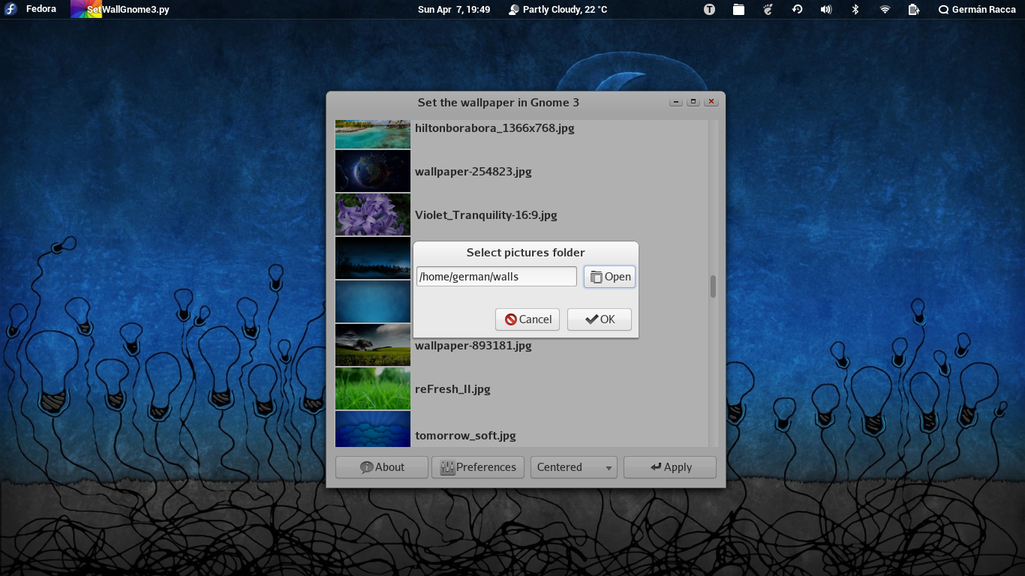 Fedora
SetWallGnome3.py
Sun Apr 7, 19:49
Partly Cloudy, 22 °C
Germán Racca
Set the wallpaper in Gnome 3
hiltonborabora_1366x768.jpg
wallpaper-254823.jpg
Violet_Tranquility-16:9.jpg
Select pictures folder
/home/german/walls
Open
Cancel
OK
wallpaper-893181.jpg
reFresh_II.jpg
tomorrow_soft.jpg
About
Preferences
Centered
Apply